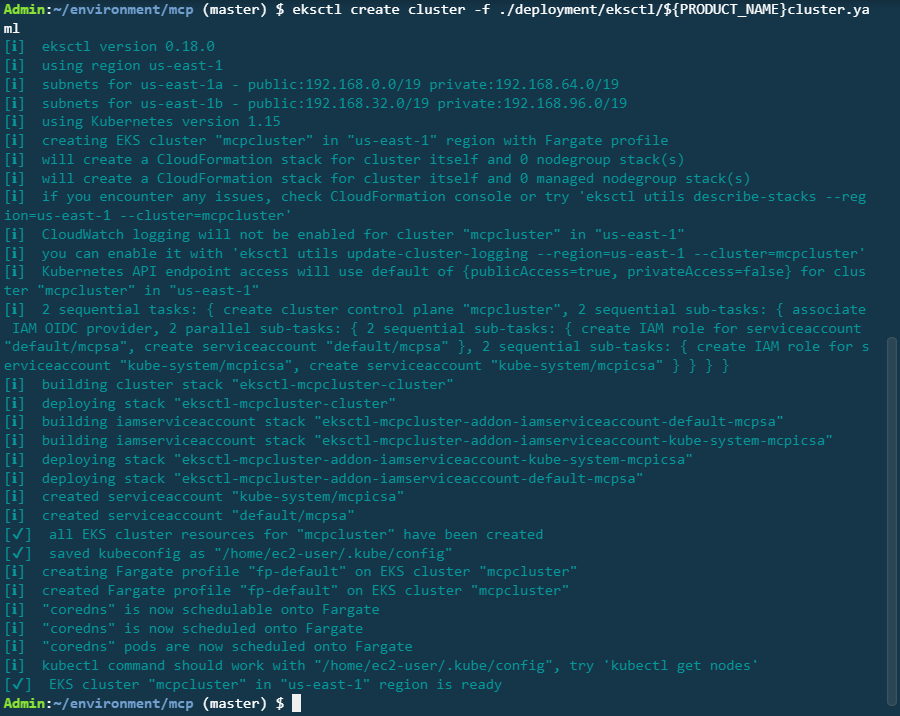 Admin:~/environment/mcp (master) $ eksctl create cluster -f ./deployment/eksctl/${PRODUCT_NAME}cluster.ya
ml
[ℹ]  eksctl version 0.18.0
[ℹ]  using region us-east-1
[ℹ]  subnets for us-east-1a - public:192.168.0.0/19 private:192.168.64.0/19
[ℹ]  subnets for us-east-1b - public:192.168.32.0/19 private:192.168.96.0/19
[ℹ]  using Kubernetes version 1.15
[ℹ]  creating EKS cluster "mcpcluster" in "us-east-1" region with Fargate profile
[ℹ]  will create a CloudFormation stack for cluster itself and 0 nodegroup stack(s)
[ℹ]  will create a CloudFormation stack for cluster itself and 0 managed nodegroup stack(s)
[ℹ]  if you encounter any issues, check CloudFormation console or try 'eksctl utils describe-stacks --reg
ion=us-east-1 --cluster=mcpcluster'
[ℹ]  CloudWatch logging will not be enabled for cluster "mcpcluster" in "us-east-1"
[ℹ]  you can enable it with 'eksctl utils update-cluster-logging --region=us-east-1 --cluster=mcpcluster'
[ℹ]  Kubernetes API endpoint access will use default of {publicAccess=true, privateAccess=false} for clus
ter "mcpcluster" in "us-east-1"
[ℹ]  2 sequential tasks: { create cluster control plane "mcpcluster", 2 sequential sub-tasks: { associate
 IAM OIDC provider, 2 parallel sub-tasks: { 2 sequential sub-tasks: { create IAM role for serviceaccount
"default/mcpsa", create serviceaccount "default/mcpsa" }, 2 sequential sub-tasks: { create IAM role for s
erviceaccount "kube-system/mcpicsa", create serviceaccount "kube-system/mcpicsa" } } } }
[ℹ]  building cluster stack "eksctl-mcpcluster-cluster"
[ℹ]  deploying stack "eksctl-mcpcluster-cluster"
[ℹ]  building iamserviceaccount stack "eksctl-mcpcluster-addon-iamserviceaccount-default-mcpsa"
[ℹ]  building iamserviceaccount stack "eksctl-mcpcluster-addon-iamserviceaccount-kube-system-mcpicsa"
[ℹ]  deploying stack "eksctl-mcpcluster-addon-iamserviceaccount-kube-system-mcpicsa"
[ℹ]  deploying stack "eksctl-mcpcluster-addon-iamserviceaccount-default-mcpsa"
[ℹ]  created serviceaccount "kube-system/mcpicsa"
[ℹ]  created serviceaccount "default/mcpsa"
[✓]  all EKS cluster resources for "mcpcluster" have been created
[✓]  saved kubeconfig as "/home/ec2-user/.kube/config"
[ℹ]  creating Fargate profile "fp-default" on EKS cluster "mcpcluster"
[ℹ]  created Fargate profile "fp-default" on EKS cluster "mcpcluster"
[ℹ]  "coredns" is now schedulable onto Fargate
[ℹ]  "coredns" is now scheduled onto Fargate
[ℹ]  "coredns" pods are now scheduled onto Fargate
[ℹ]  kubectl command should work with "/home/ec2-user/.kube/config", try 'kubectl get nodes'
[✓]  EKS cluster "mcpcluster" in "us-east-1" region is ready
Admin:~/environment/mcp (master) $